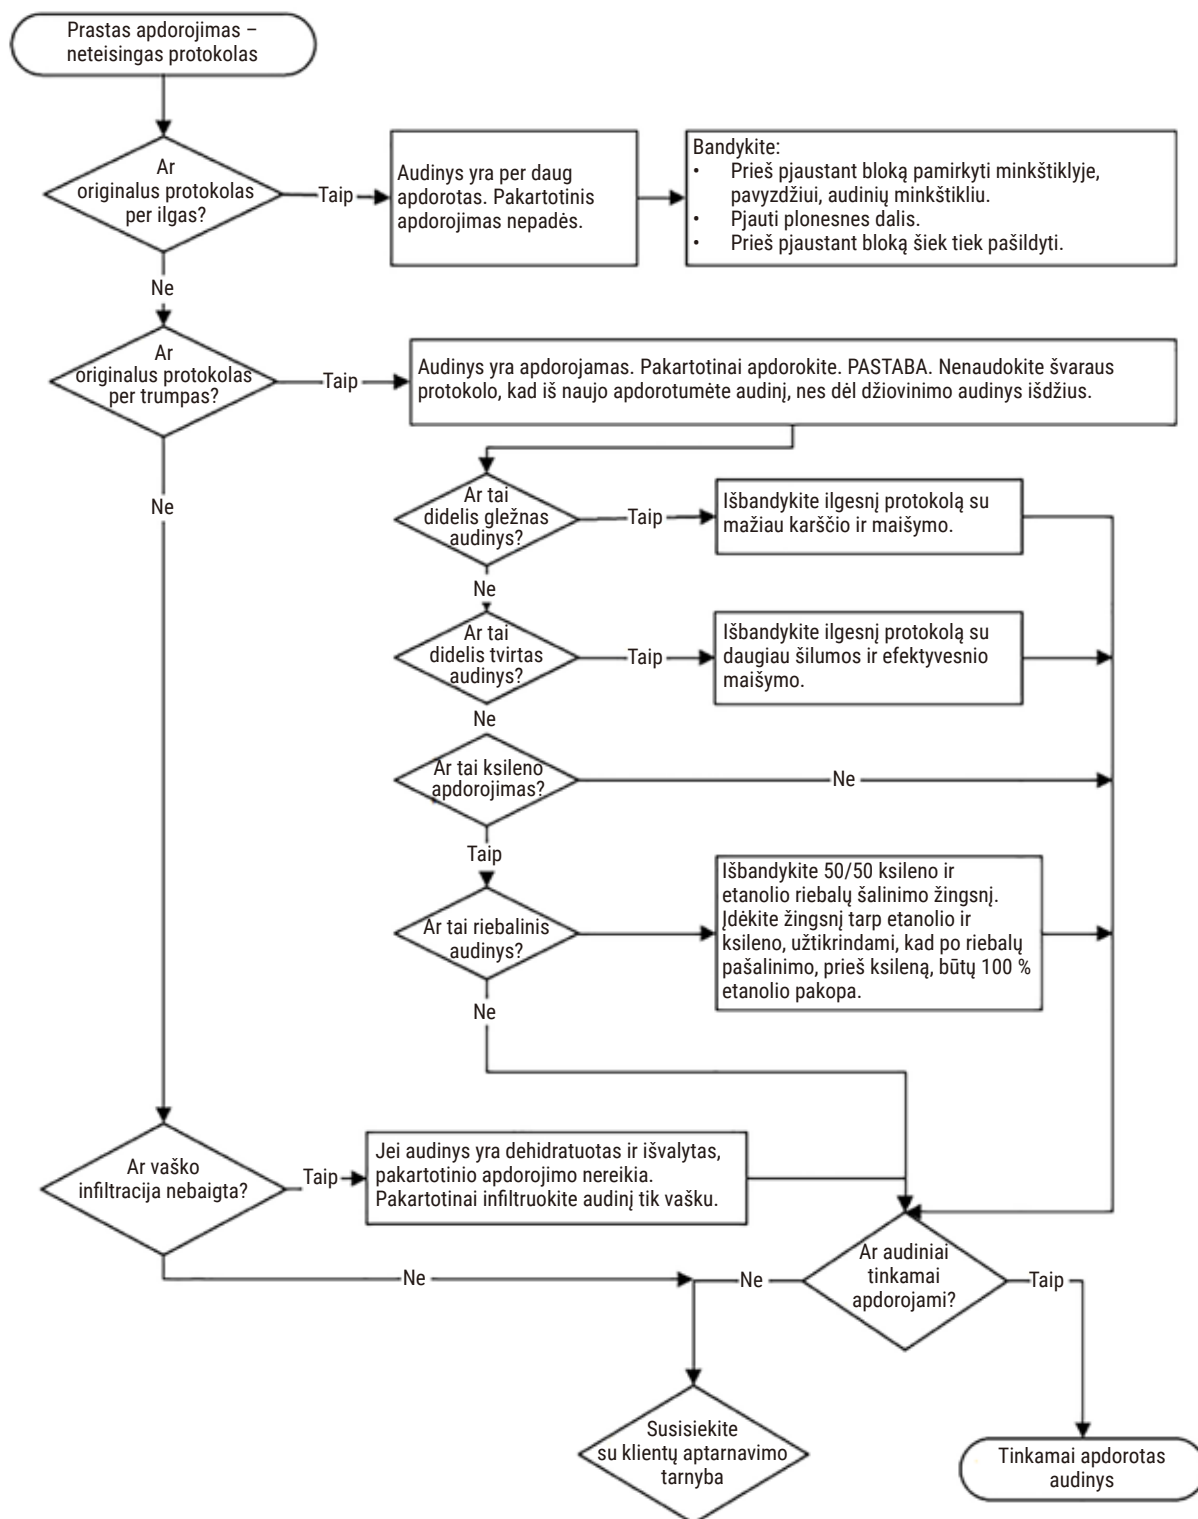 Prastas apdorojimas –
neteisingas protokolas
Ar
originalus protokolas
per ilgas?
Taip
Audinys yra per daug
apdorotas. Pakartotinis
apdorojimas nepadės.
Bandykite:
• Prieš pjaustant bloką pamirkyti minkštiklyje,
pavyzdžiui, audinių minkštikliu.
• Pjauti plonesnes dalis.
• Prieš pjaustant bloką šiek tiek pašildyti.
Ne
Ar
originalus protokolas
per trumpas?
Taip
Audinys yra apdorojamas. Pakartotinai apdorokite. PASTABA. Nenaudokite švaraus
protokolo, kad iš naujo apdorotumėte audinį, nes dėl džiovinimo audinys išdžius.
Ne
Ar tai
didelis gležnas
audinys?
Taip
Išbandykite ilgesnį protokolą su
mažiau karščio ir maišymo.
Ne
Ar tai
didelis tvirtas
audinys?
Taip
Išbandykite ilgesnį protokolą su
daugiau šilumos ir efektyvesnio
maišymo.
Ne
Ar tai ksileno
apdorojimas?
Ne
Taip
Ar tai riebalinis
audinys?
Išbandykite 50/50 ksileno ir
etanolio riebalų šalinimo žingsnį.
Įdėkite žingsnį tarp etanolio ir
ksileno, užtikrindami, kad po riebalų
pašalinimo, prieš ksileną, būtų 100 %
etanolio pakopa.
Ne
Ar vaško
infiltracija nebaigta?
Taip
Jei audinys yra dehidratuotas ir išvalytas,
pakartotinio apdorojimo nereikia.
Pakartotinai infiltruokite audinį tik vašku.
Ne
Ar audiniai
tinkamai
apdorojami?
Ne
Taip
Susisiekite
su klientų aptarnavimo
tarnyba
Tinkamai apdorotas
audinys